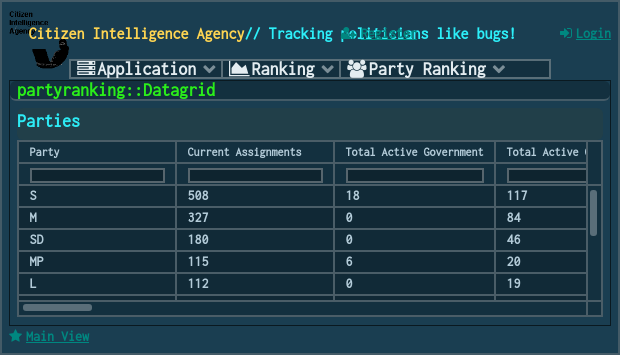 Citizen
Intelligence
Agency
Citizen Intelligence Agency// Tracking politicians like bugs!
Login
Application
Ranking
Party Ranking
partyranking::Datagrid
Parties
Party Current Assignments Total Active Government Total Active
S 508 18 117
M 327 0 84
SD 180 0 46
MP 115 6 20
L 112 0 19
Main View